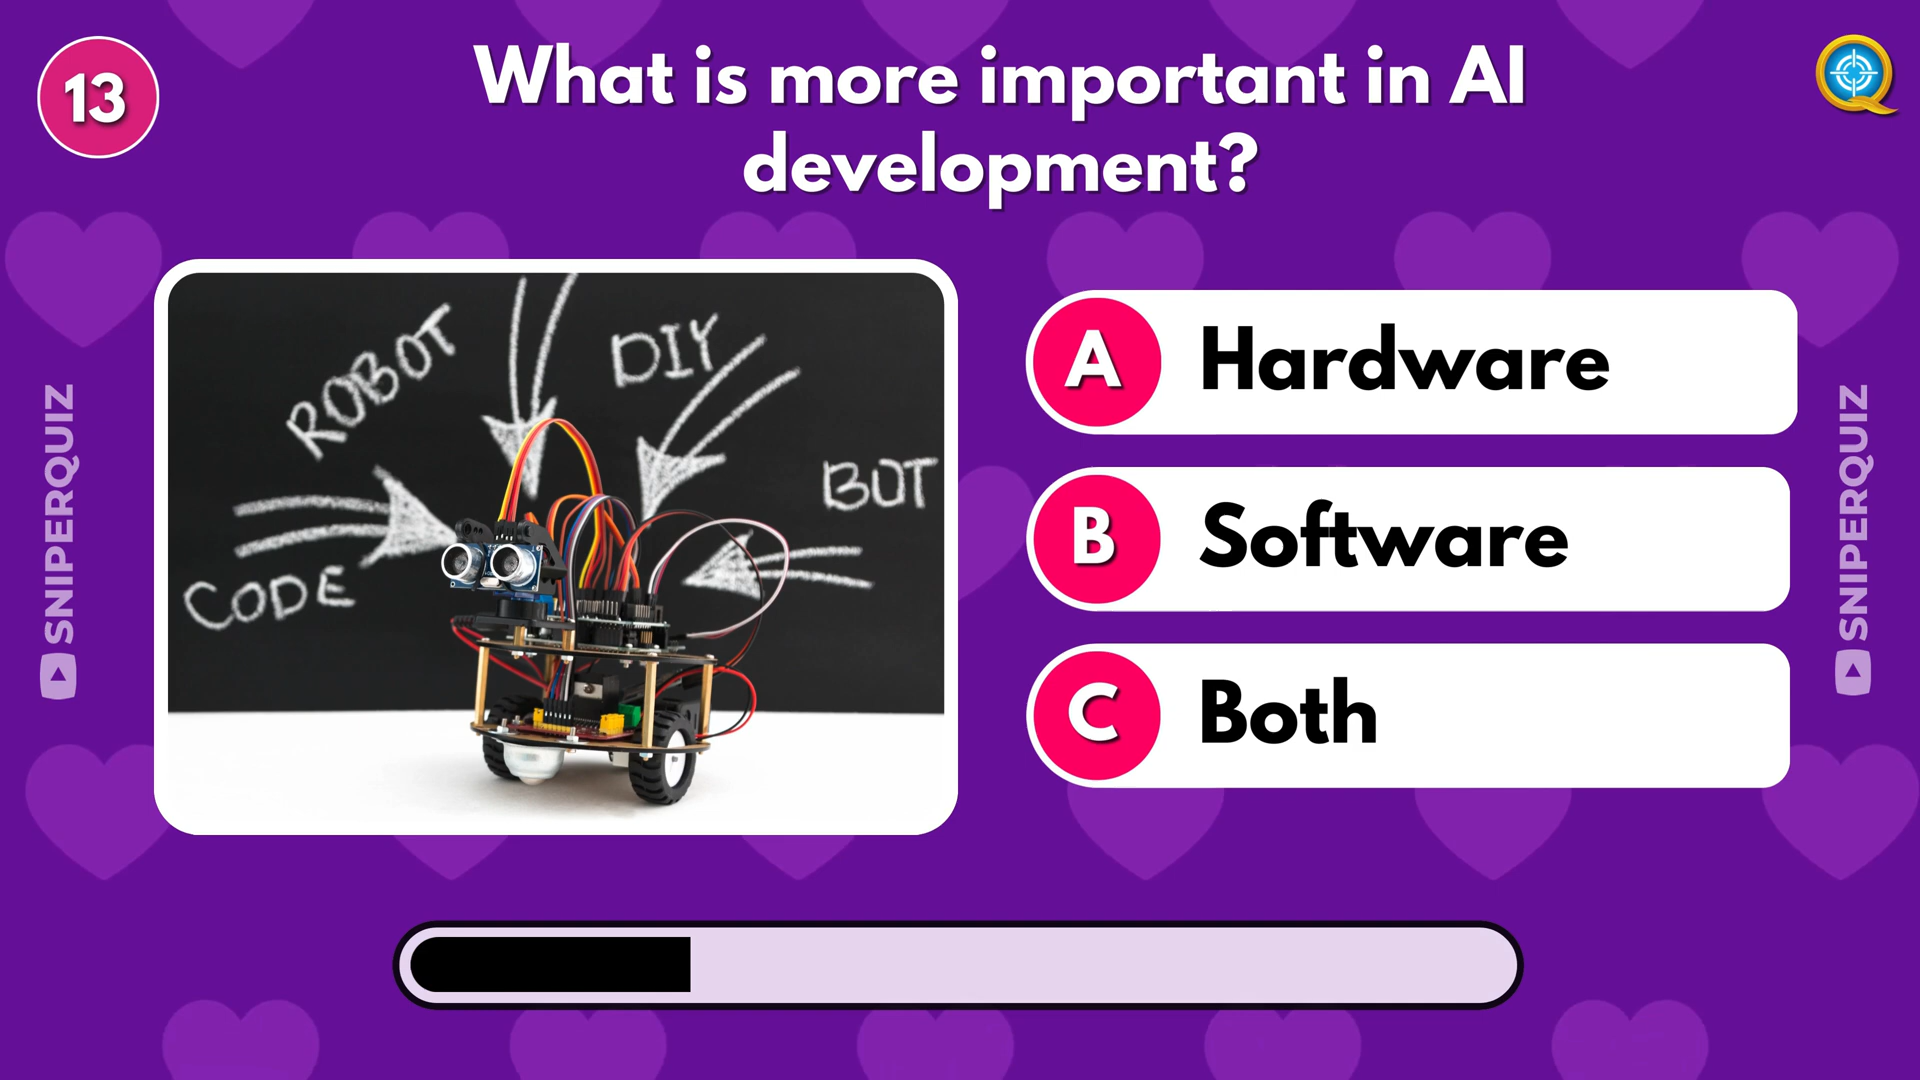 13
What is more important in AI
development?
ROBOT
DIY
BOT
CODE
A Hardware
B Software
C Both
SNIPERQUIZ
SNIPERQUIZ